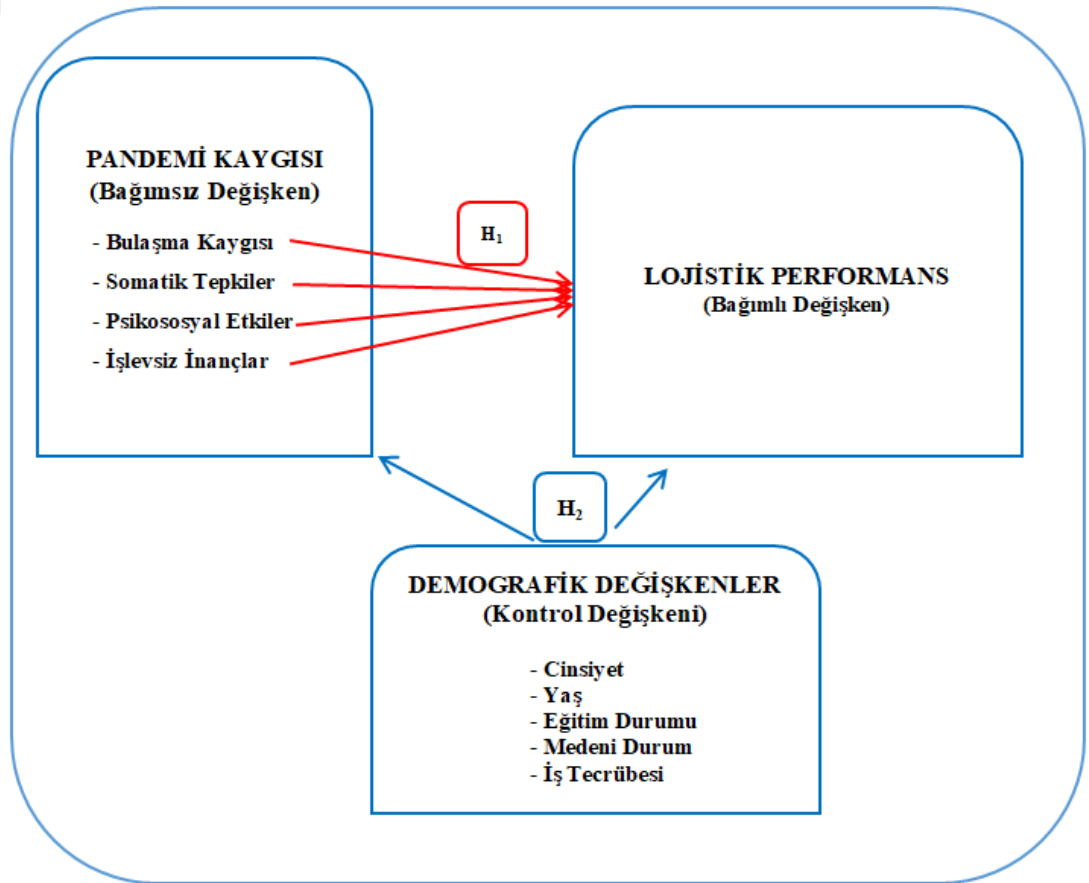 PANDEMİ KAYGISI
(Bağımsız Değişken)
- Bulaşma Kaygısı
- Somatik Tepkiler
- Psikososyal Etkiler
- İşlevsiz İnançlar
H₁
LOJİSTİK PERFORMANS
(Bağımlı Değişken)
H₂
DEMOGRAFİK DEĞİŞKENLER
(Kontrol Değişkeni)
- Cinsiyet
- Yaş
- Eğitim Durumu
- Medeni Durum
- İş Tecrübesi